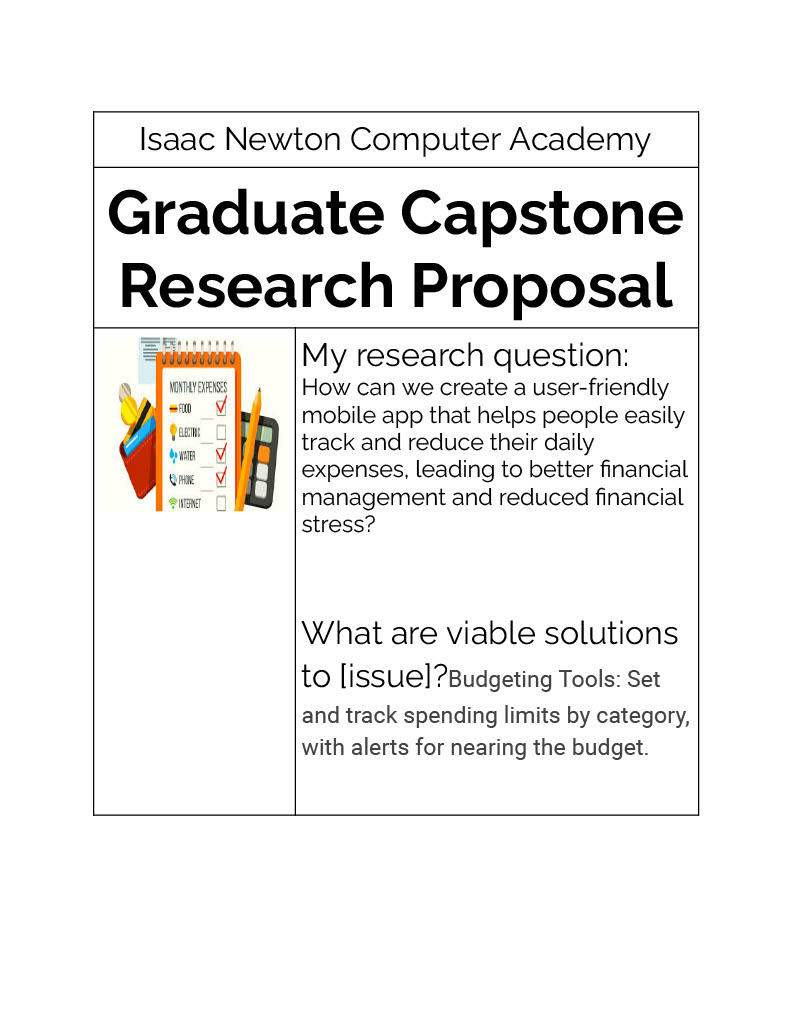 Isaac Newton Computer Academy
Graduate Capstone
Research Proposal
MONTHLY EXPENSES
FOOD
ELECTRIC
WATER
PHONE
INTERNET
My research question:
How can we create a user-friendly
mobile app that helps people easily
track and reduce their daily
expenses, leading to better financial
management and reduced financial
stress?
What are viable solutions
to [issue]?Budgeting Tools: Set
and track spending limits by category,
with alerts for nearing the budget.